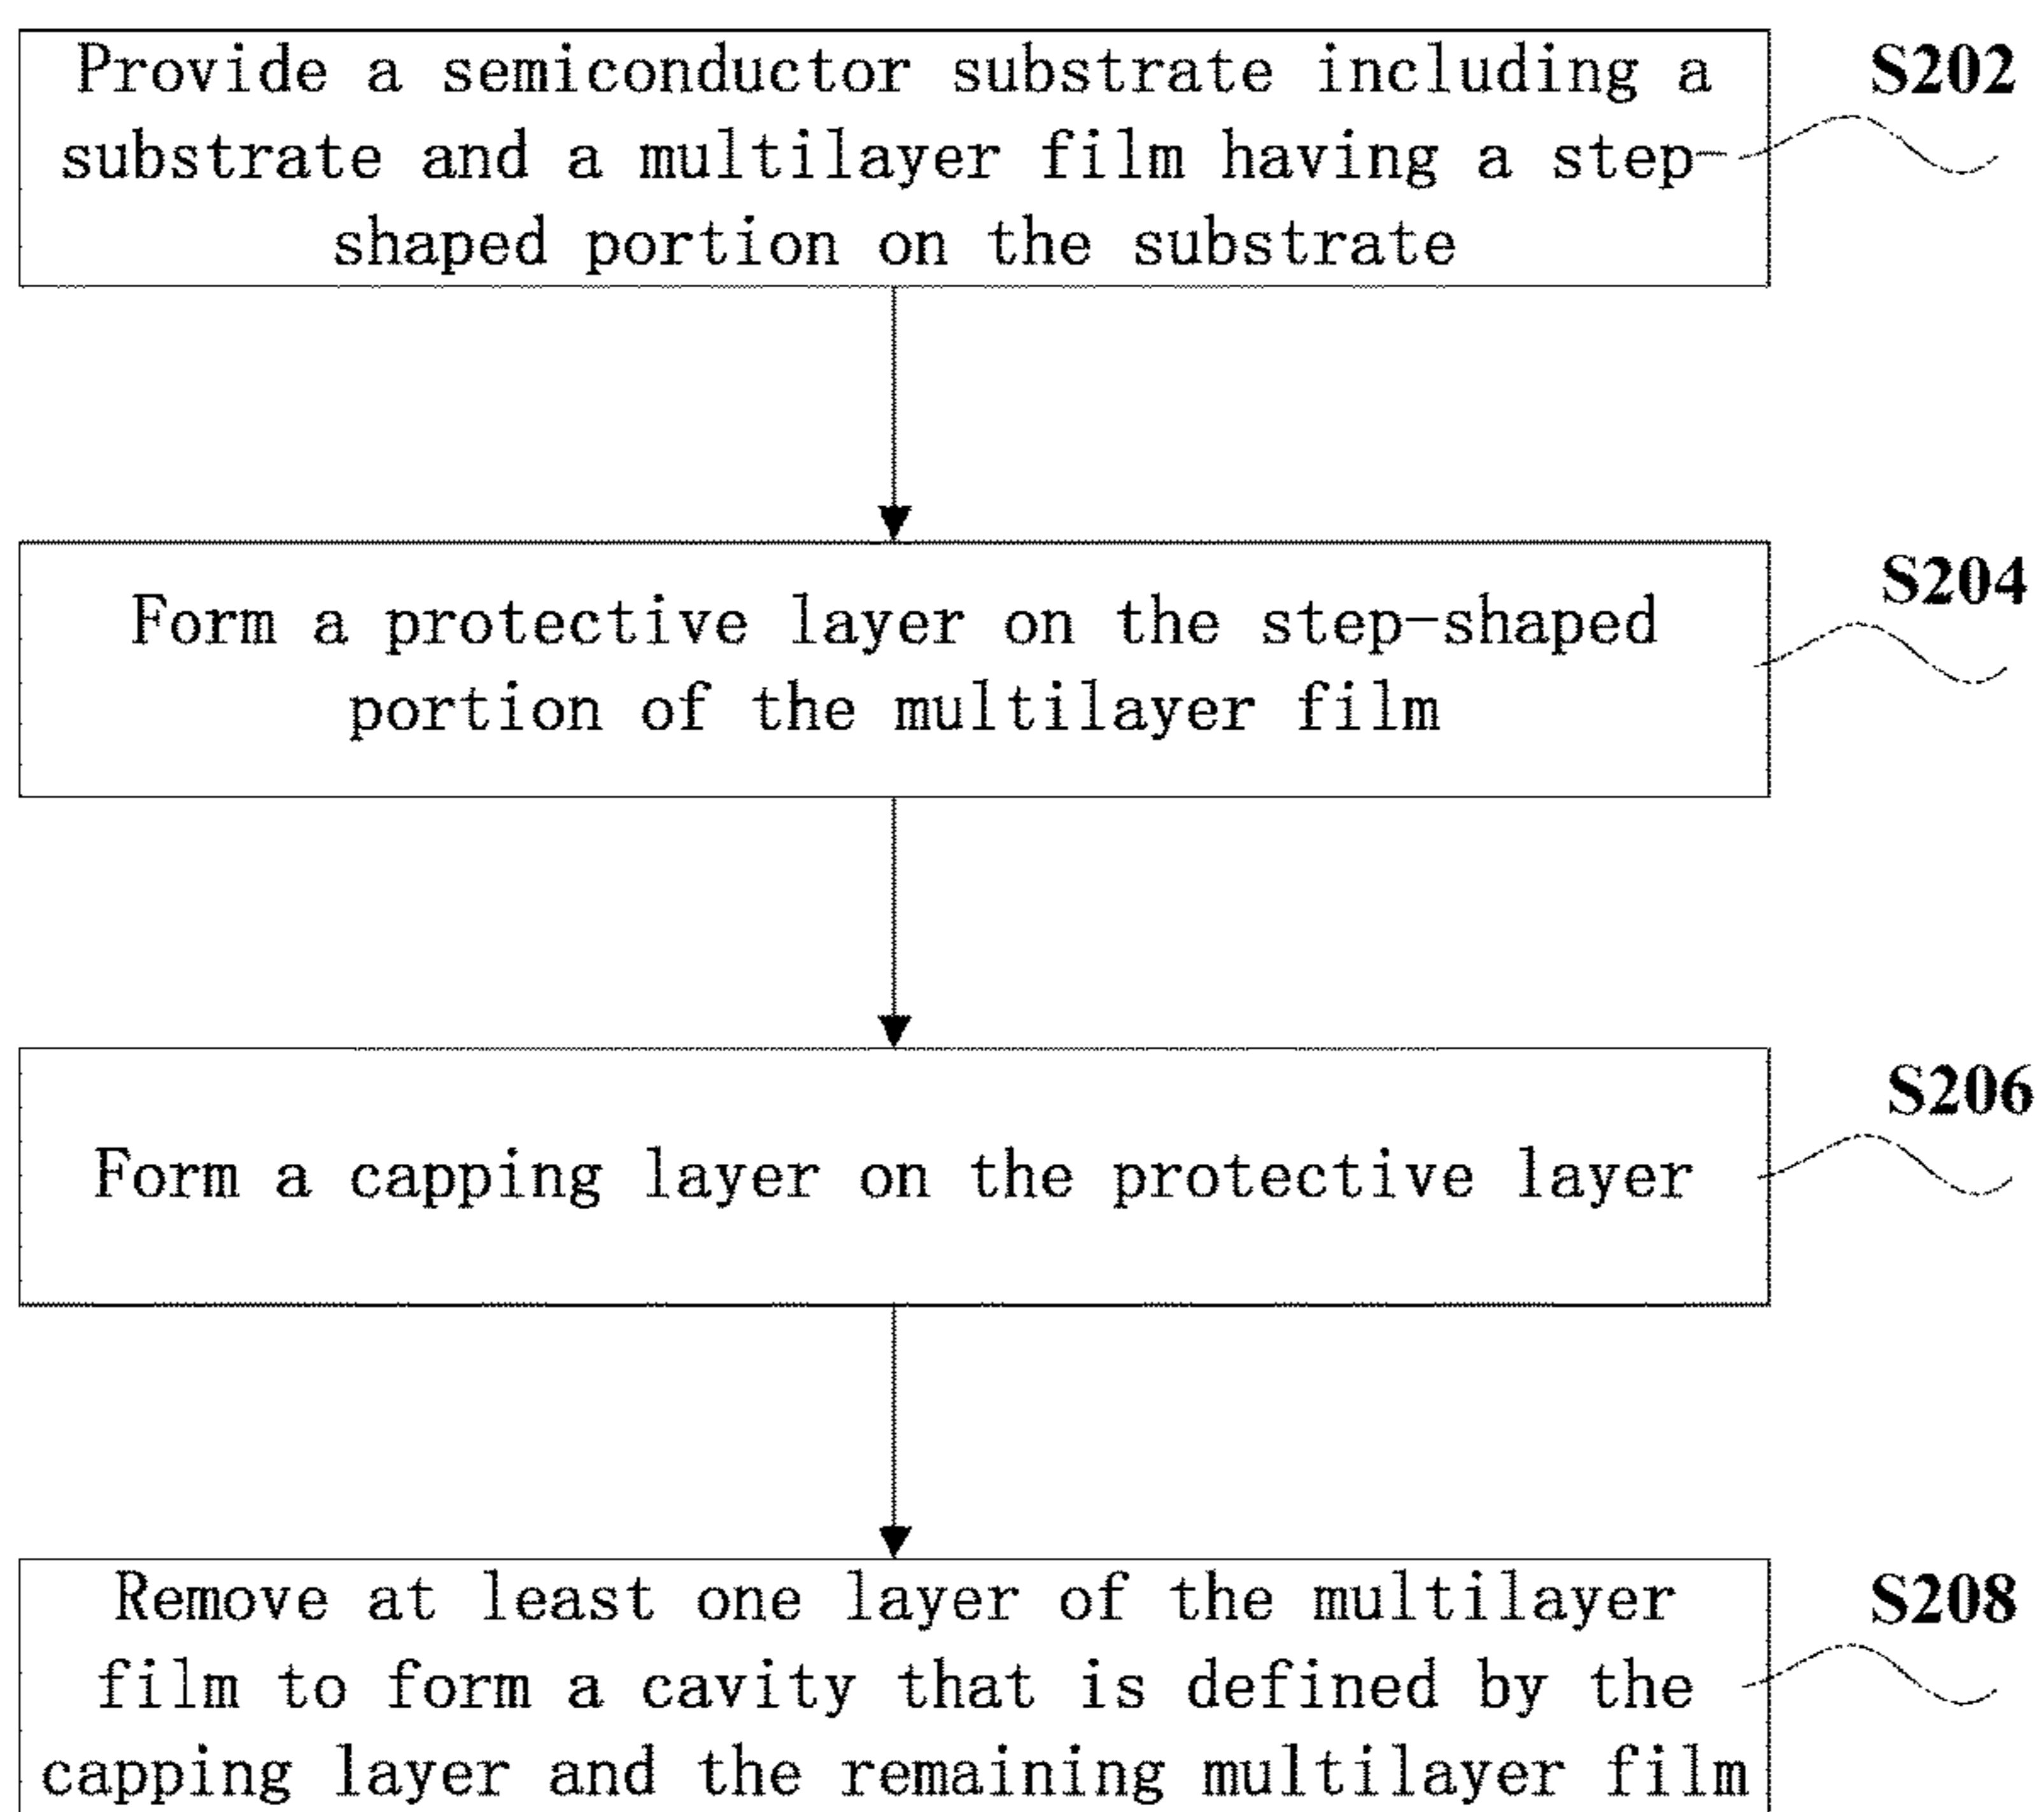 Provide a semiconductor substrate including a
S202
substrate and a multilayer film having a step-
shaped portion on the substrate
Form a protective layer on the step-shaped
S204
portion of the multilayer film
Form a capping layer on the protective layer
S206
Remove at least one layer of the multilayer
S208
film to form a cavity that is defined by the
capping layer and the remaining multilayer film